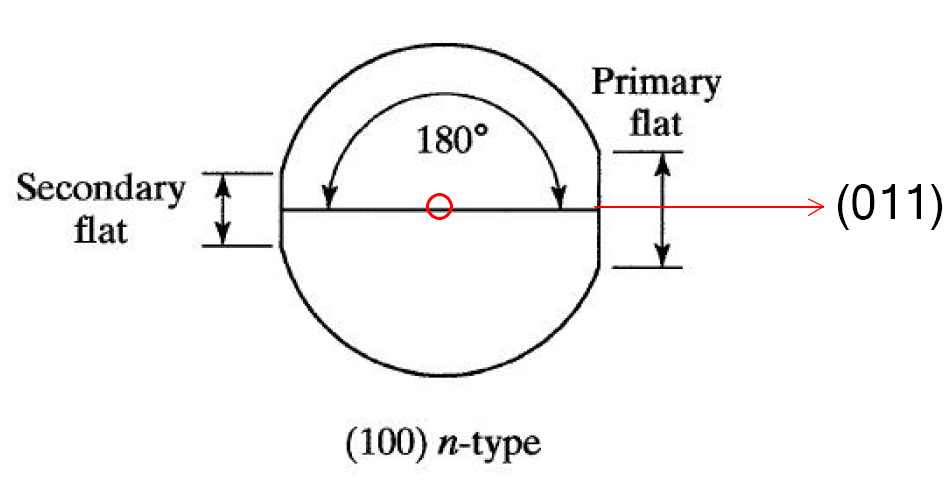 Primary
flat
180°
Secondary
flat
(011)
(100) n-type